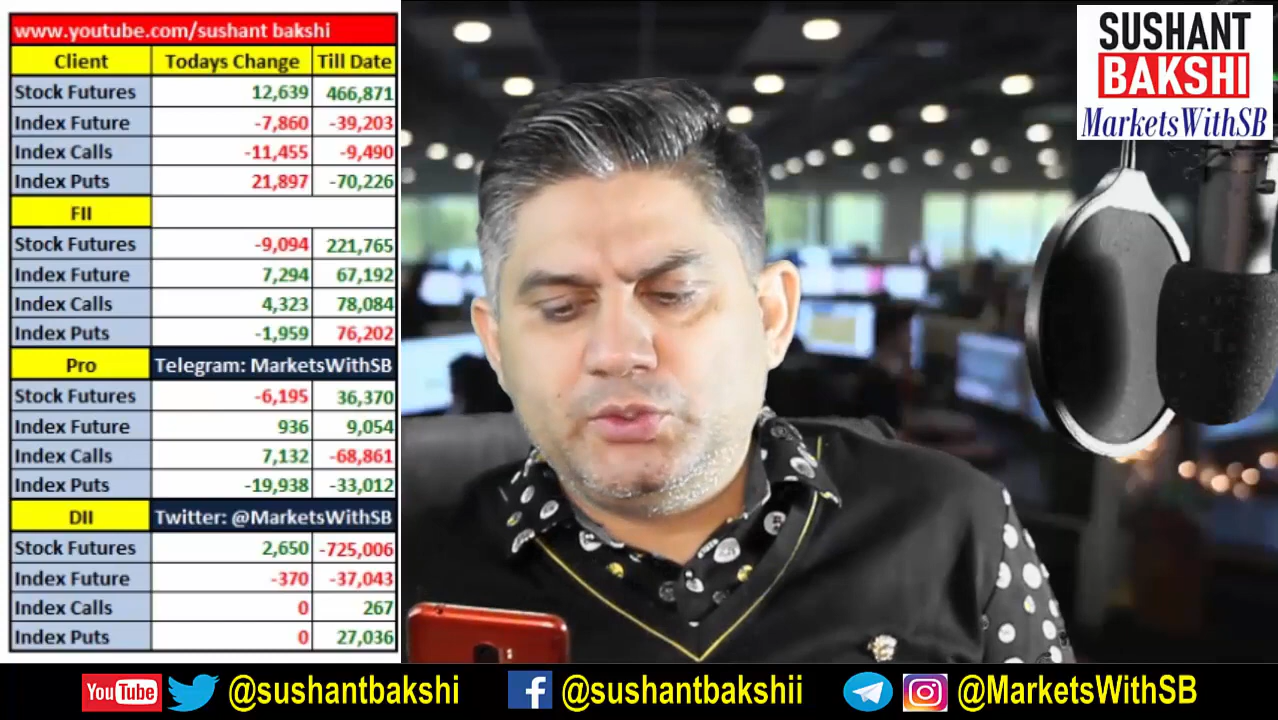 www.youtube.com/sushant bakshi
Client Todays Change Till Date
Stock Futures 12,639 466,871
Index Future -7,860 -39,203
Index Calls -11,455 -9,490
Index Puts 21,897 -70,226
FII
Stock Futures -9,094 221,765
Index Future 7,294 67,192
Index Calls 4,323 78,084
Index Puts -1,959 76,202
Pro Telegram: MarketsWithSB
Stock Futures -6,195 36,370
Index Future 936 9,054
Index Calls 7,132 -68,861
Index Puts -19,938 -33,012
DII Twitter: @MarketsWithSB
Stock Futures 2,650 -725,006
Index Future -370 -37,043
Index Calls 0 267
Index Puts 0 27,036
SUSHANT
BAKSHI
MarketsWithSB
YouTube @sushantbakshi @sushantbakshii @MarketsWithSB